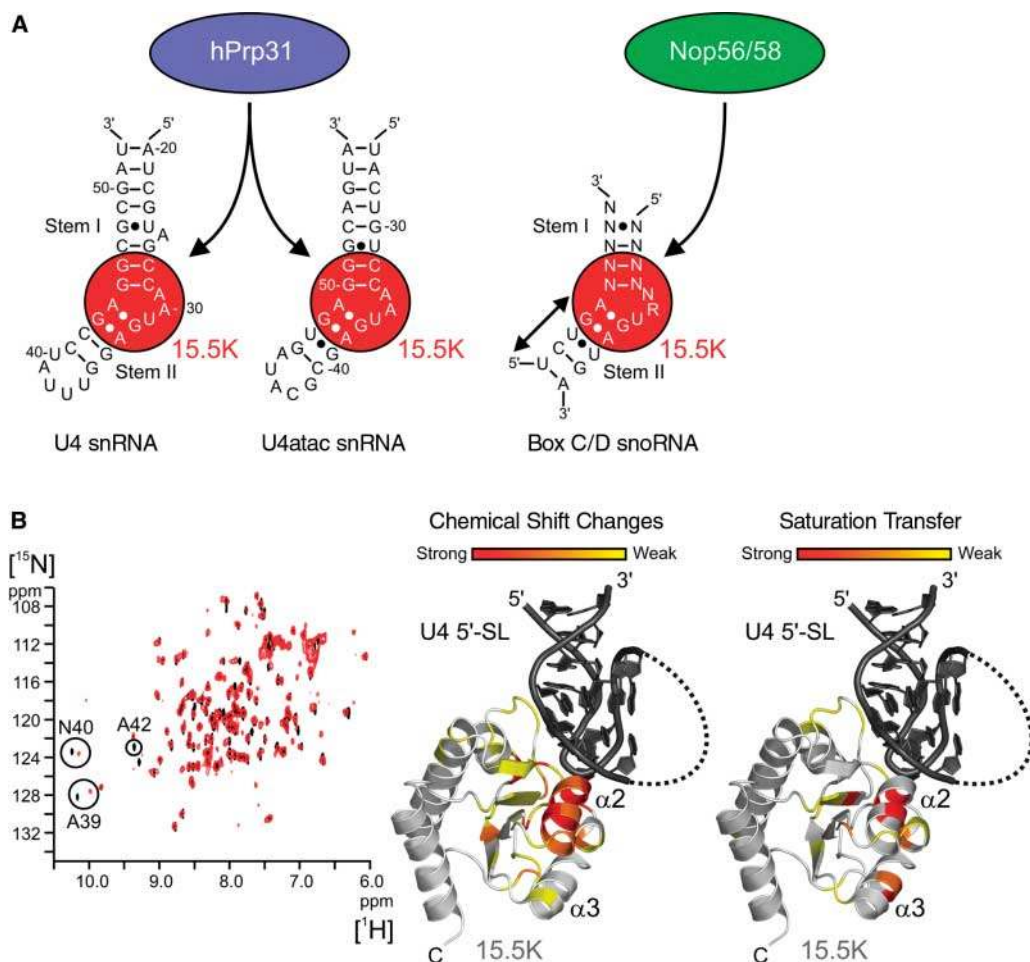 A
hPrp31
Nop56/58
3' 5'
U A -20
A U
50- G C
C G
Stem I G U A
C G
G C
G C A
A A -30
G A G U
C
40- U A U U U G G
Stem II
15.5K
U4 snRNA
3' 5'
A U
U A
G C
A U
C G -30
G U
G C
50- G C A
A A
G A G U
U G
G -40
A U A C G C
15.5K
U4atac snRNA
3'
5'
N N
Stem I N N
N N
N N
N R
A
G A G U
U U
C G
5' U A
3'
Stem II
15.5K
Box C/D snoRNA
B
[15N]
ppm
108
112
116
120
124
128
132
N40
A42
A39
10.0 9.0 8.0 7.0 6.0
ppm
[1H]
Chemical Shift Changes
Strong Weak
5' 3'
U4 5'-SL
α2
α3
C 15.5K
Saturation Transfer
Strong Weak
5' 3'
U4 5'-SL
α2
α3
C 15.5K